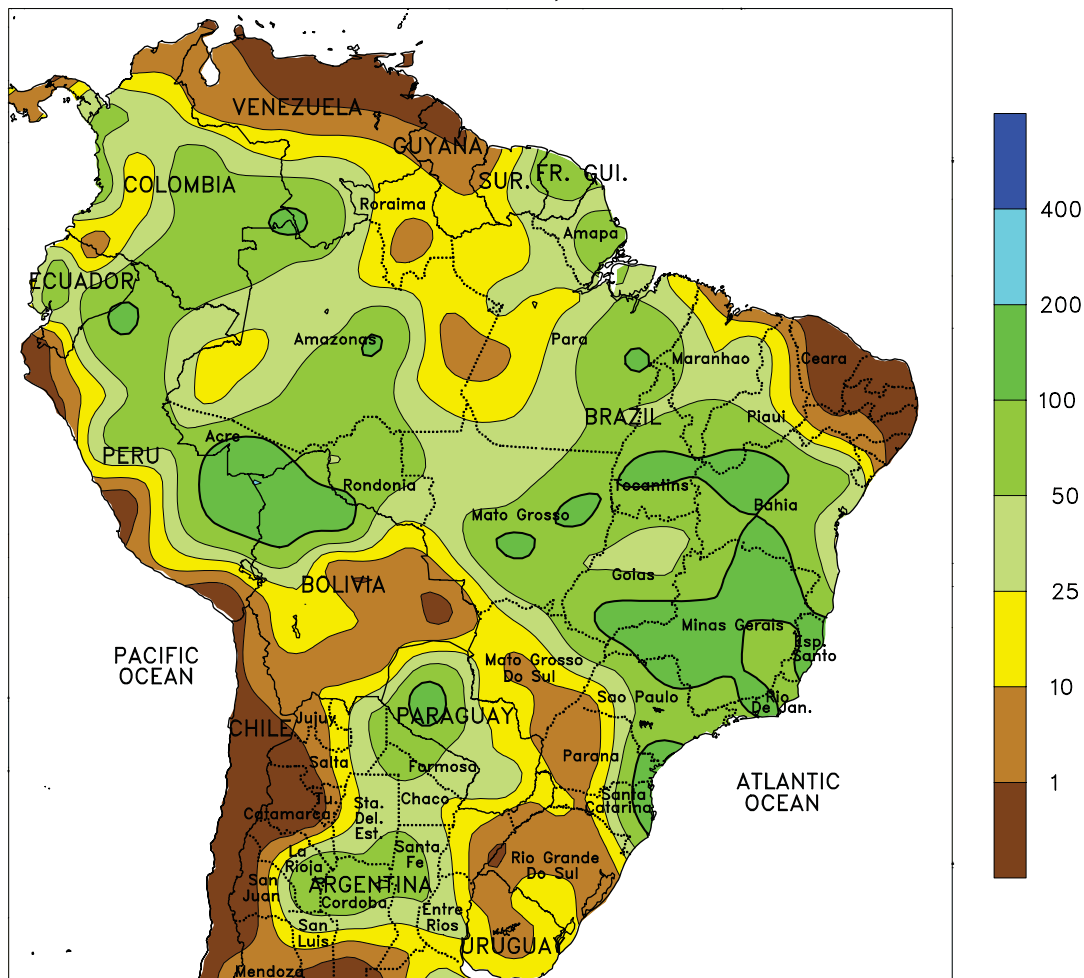 VENEZUELA
GUYANA
COLOMBIA
SUR.
FR. GUI.
Roraima
Amapa
400
ECUADOR
200
Amazonas
Para
Maranhao
Ceara
100
BRAZIL
Piaui
Acre
PERU
Rondonia
Tocantins
50
Mato Grosso
Bahia
Goias
BOLIVIA
25
Minas Gerais
Esp.
Santo
PACIFIC
OCEAN
Mato Grosso
Do Sul
10
Sao Paulo
Rio
De Jan.
CHILE
Jujuy
PARAGUAY
Salta
Formosa
Parana
1
ATLANTIC
OCEAN
Tu.
Catamarca
Sta.
Del.
Est.
Chaco
Santa
Catarina
La
Rioja
Santa
Fe
Rio Grande
Do Sul
San
Juan
ARGENTINA
Cordoba
Entre
Rios
San
Luis
URUGUAY
Mendoza